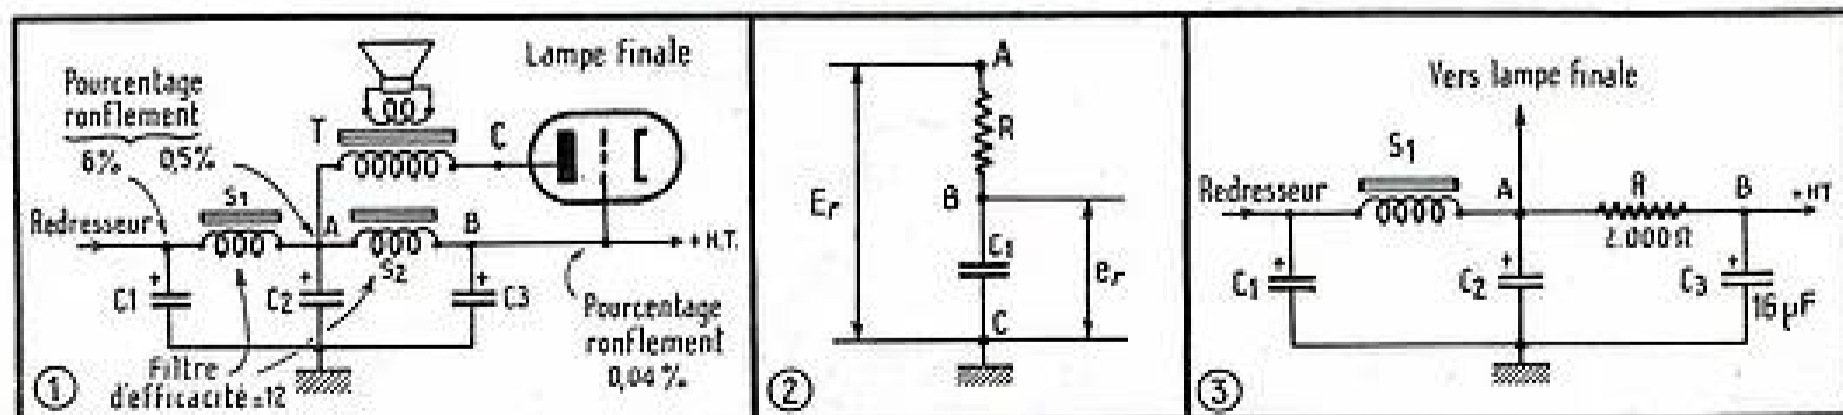 Lampe finale
Pourcentage
ronflement
6%
0,5%
T
C
S1
Redresseur
A
B
+ H.T.
S2
+
C1
+
C2
+
C3
Pourcentage
ronflement
0,04 %
Filtre
d'efficacité=12
1
A
R
Er
B
er
C
2
Vers lampe finale
S1
Redresseur
A
R
B
+HT
2.000Ω
+
C1
+
C2
+
C3
16 µF
3